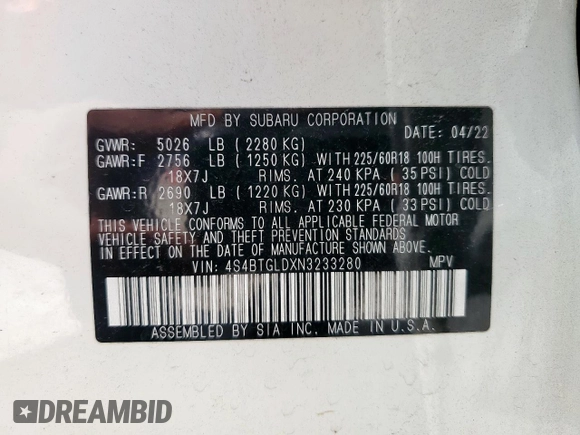 MFD BY SUBARU CORPORATION
DATE: 04/22
GVWR: 5026 LB ( 2280 KG)
GAWR:F 2756 LB ( 1250 KG) WITH 225/60R18 100H TIRES.
18X7J RIMS. AT 240 KPA ( 35 PSI) COLD
GAWR:R 2690 LB ( 1220 KG) WITH 225/60R18 100H TIRES.
18X7J RIMS. AT 230 KPA ( 33 PSI) COLD
THIS VEHICLE CONFORMS TO ALL APPLICABLE FEDERAL MOTOR
VEHICLE SAFETY AND THEFT PREVENTION STANDARDS
IN EFFECT ON THE DATE OF MANUFACTURE SHOWN ABOVE.
VIN: 4S4BTGLDXN3233280 MPV
ASSEMBLED BY SIA INC. MADE IN U.S.A.
DREAMBID